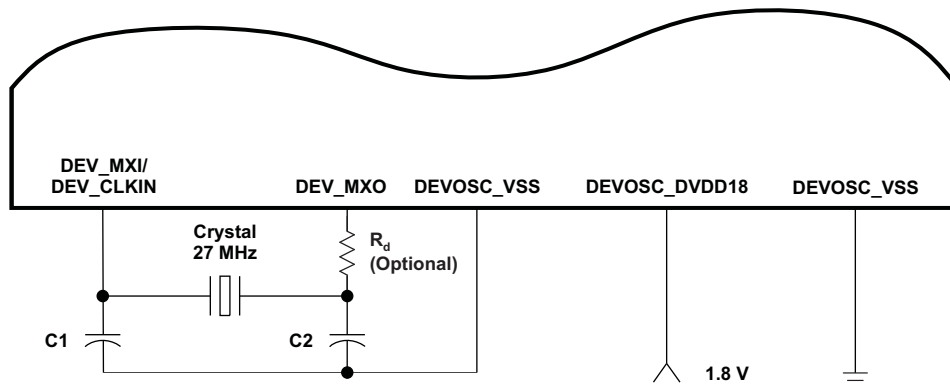 DEV_MXI/
DEV_CLKIN
DEV_MXO
DEVOSC_VSS
DEVOSC_DVDD18
DEVOSC_VSS
Crystal
27 MHz
Rd
(Optional)
C1
C2
1.8 V